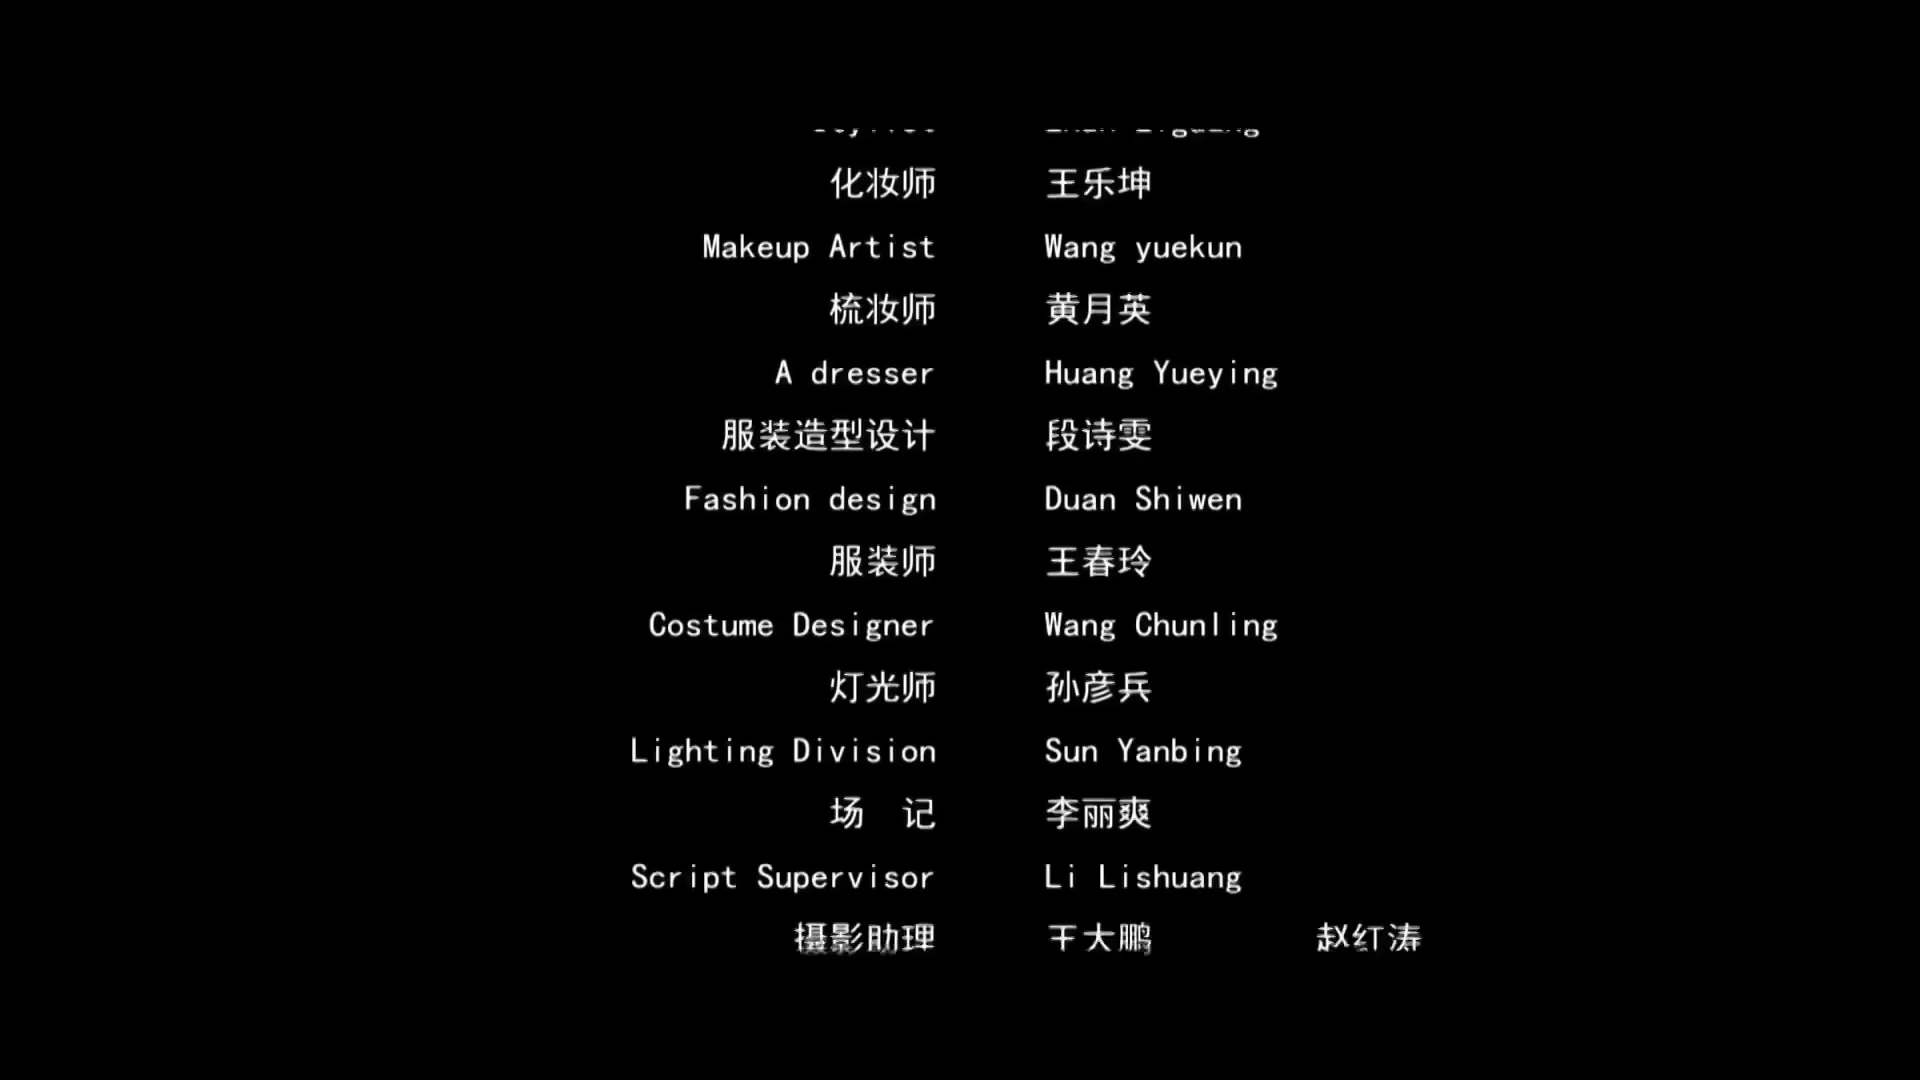 化妆师 王乐坤
Makeup Artist Wang yuekun
梳妆师 黄月英
A dresser Huang Yueying
服装造型设计 段诗雯
Fashion design Duan Shiwen
服装师 王春玲
Costume Designer Wang Chunling
灯光师 孙彦兵
Lighting Division Sun Yanbing
场 记 李丽爽
Script Supervisor Li Lishuang
摄影助理 王大鹏 赵红涛